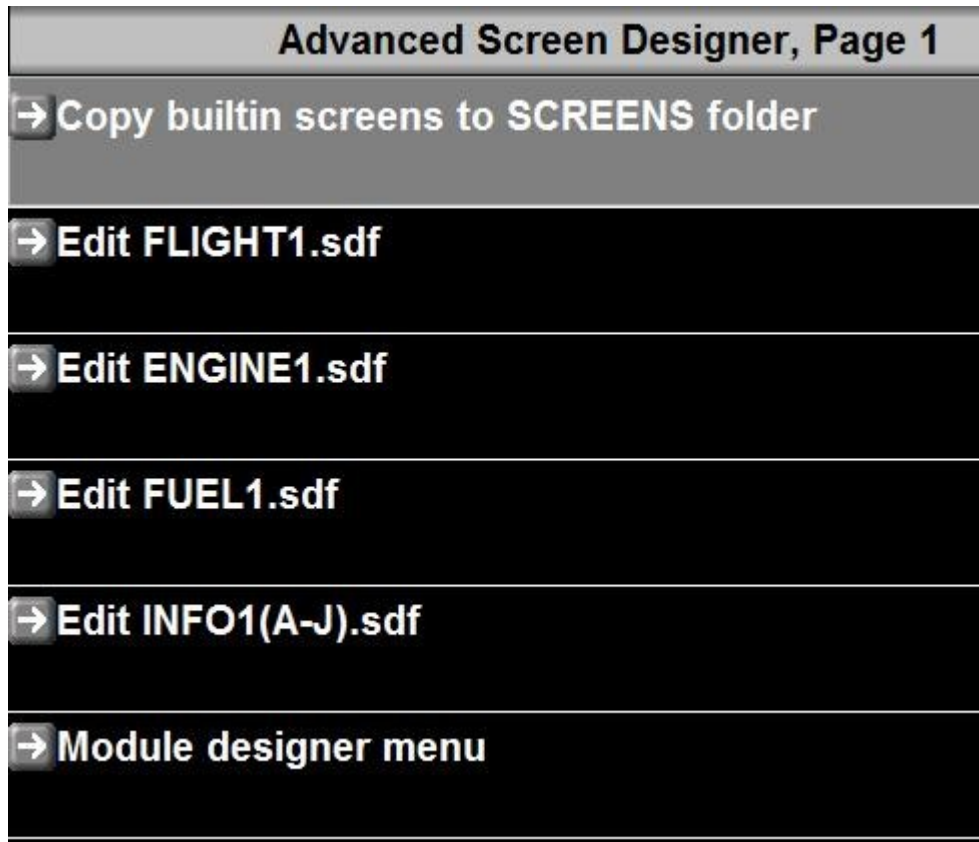 Advanced Screen Designer, Page 1
Copy builtin screens to SCREENS folder
Edit FLIGHT1.sdf
Edit ENGINE1.sdf
Edit FUEL1.sdf
Edit INFO1(A-J).sdf
Module designer menu